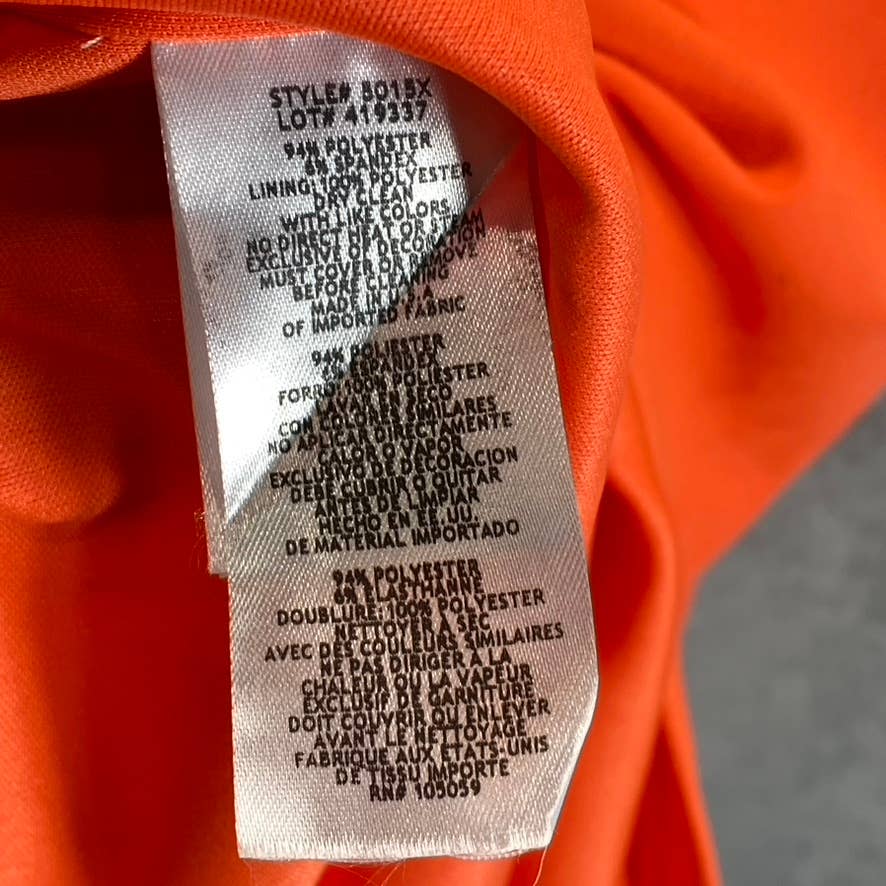 STYLE# 5015X
LOT# 419337
94% POLYESTER
6% SPANDEX
LINING:100% POLYESTER
DRY CLEAN
WITH LIKE COLORS
NO DIRECT HEAT OR STEAM
EXCLUSIVE OF DECORATION
MUST COVER OR REMOVE
BEFORE CLEANING
MADE IN U.S.A
OF IMPORTED FABRIC
94% POLIESTER
6% ESPANDEX
FORRO:100% POLIESTER
LAVAR EN SECO
CON COLORES SIMILARES
NO APLICAR DIRECTAMENTE
CALOR O VAPOR
EXCLUSIVO DE DECORACION
DEBE CUBRIR O QUITAR
ANTES DE LIMPIAR
HECHO EN EE.UU.
DE MATERIAL IMPORTADO
94% POLYESTER
6% ELASTHANNE
DOUBLURE:100% POLYESTER
NETTOYER A SEC
AVEC DES COULEURS SIMILAIRES
NE PAS DIRIGER A LA
CHALEUR OU LA VAPEUR
EXCLUSIF DE GARNITURE
DOIT COUVRIR OU ENLEVER
AVANT LE NETTOYAGE
FABRIQUE AUX ETATS-UNIS
DE TISSU IMPORTE
RN# 105059